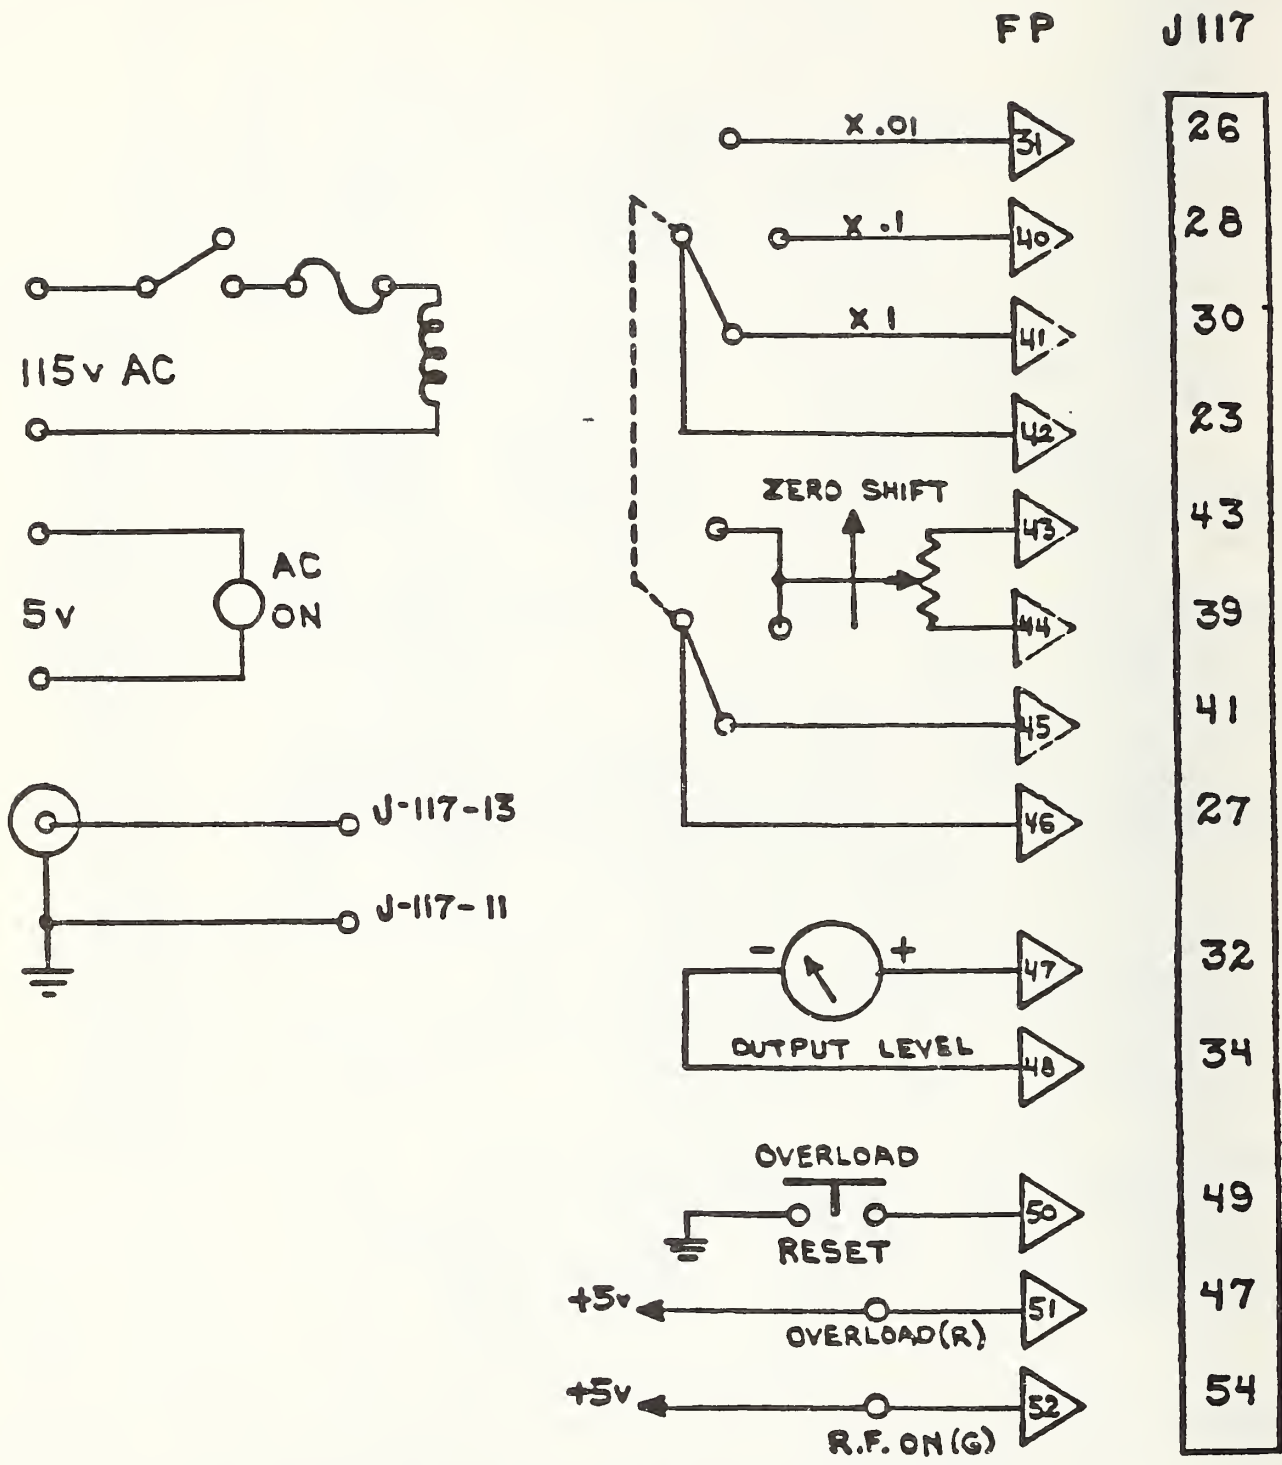 FP J117
X .01 31 26
X .1 40 28
X 1 41 30
115v AC
42 23
ZERO SHIFT
43 43
AC
5v ON
44 39
45 41
J-117-13
46 27
J-117-11
- + 47 32
OUTPUT LEVEL 48 34
OVERLOAD
50 49
RESET
+5v 51 47
OVERLOAD(R)
+5v 52 54
R.F. ON(G)